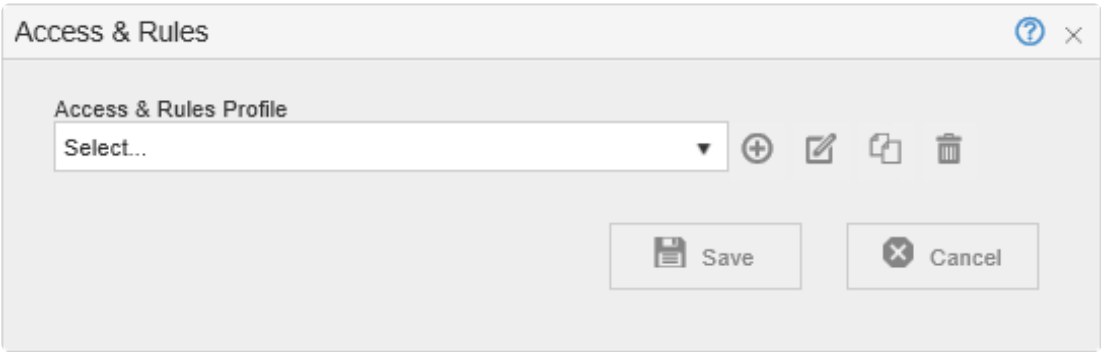 Access & Rules
Access & Rules Profile
Select...
Save
Cancel